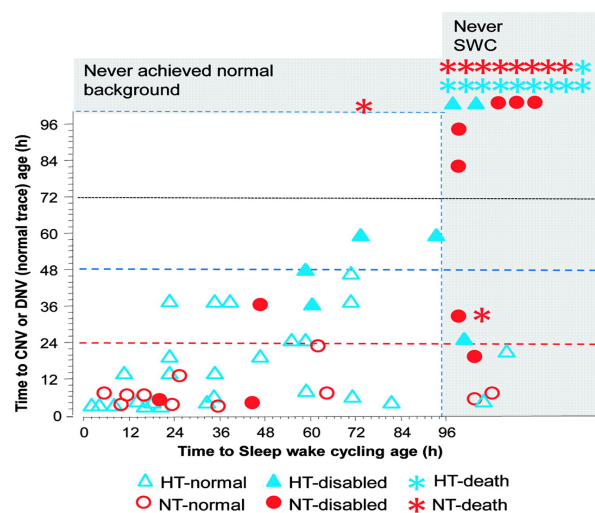 Never
SWC
Never achieved normal
background
96
84
72
60
48
36
24
12
0
Time to CNV or DNV (normal trace) age (h)
0 12 24 36 48 60 72 84 96
Time to Sleep wake cycling age (h)
HT-normal HT-disabled HT-death
NT-normal NT-disabled NT-death